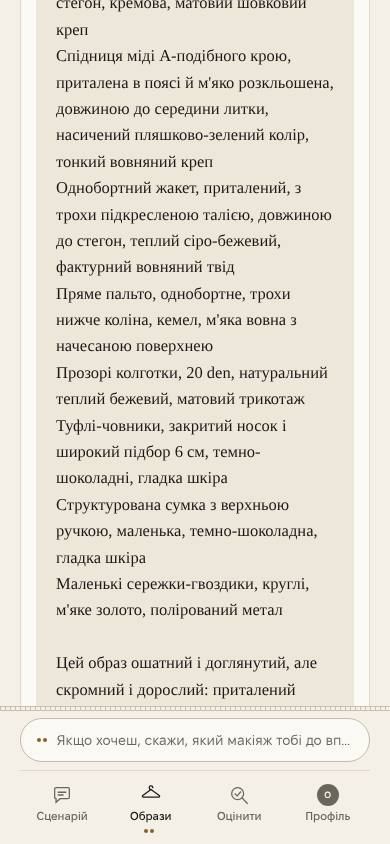 стегон, кремова, матовий шовковий
креп
Спідниця міді А-подібного крою,
приталена в поясі й м'яко розкльошена,
довжиною до середини литки,
насичений пляшково-зелений колір,
тонкий вовняний креп
Однобортний жакет, приталений, з
трохи підкресленою талією, довжиною
до стегон, теплий сіро-бежевий,
фактурний вовняний твід
Пряме пальто, однобортне, трохи
нижче коліна, кемел, м'яка вовна з
начесаною поверхнею
Прозорі колготки, 20 den, натуральний
теплий бежевий, матовий трикотаж
Туфлі-човники, закритий носок і
широкий підбор 6 см, темно-
шоколадні, гладка шкіра
Структурована сумка з верхньою
ручкою, маленька, темно-шоколадна,
гладка шкіра
Маленькі сережки-гвоздики, круглі,
м'яке золото, полірований метал
Цей образ ошатний і доглянутий, але
скромний і дорослий: приталений
Якщо хочеш, скажи, який макіяж тобі до вп...
Сценарій
Образи
Оцінити
О
Профіль